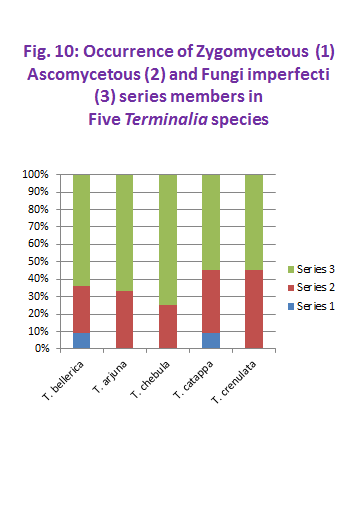 Fig. 10: Occurrence of Zygomycetous (1)
Ascomycetous (2) and Fungi imperfecti
(3) series members in
Five Terminalia species
100%
90%
80%
70%
60%
50%
40%
30%
20%
10%
0%
Series 3
Series 2
Series 1
T. bellerica
T. arjuna
T. chebula
T. catappa
T. crenulata